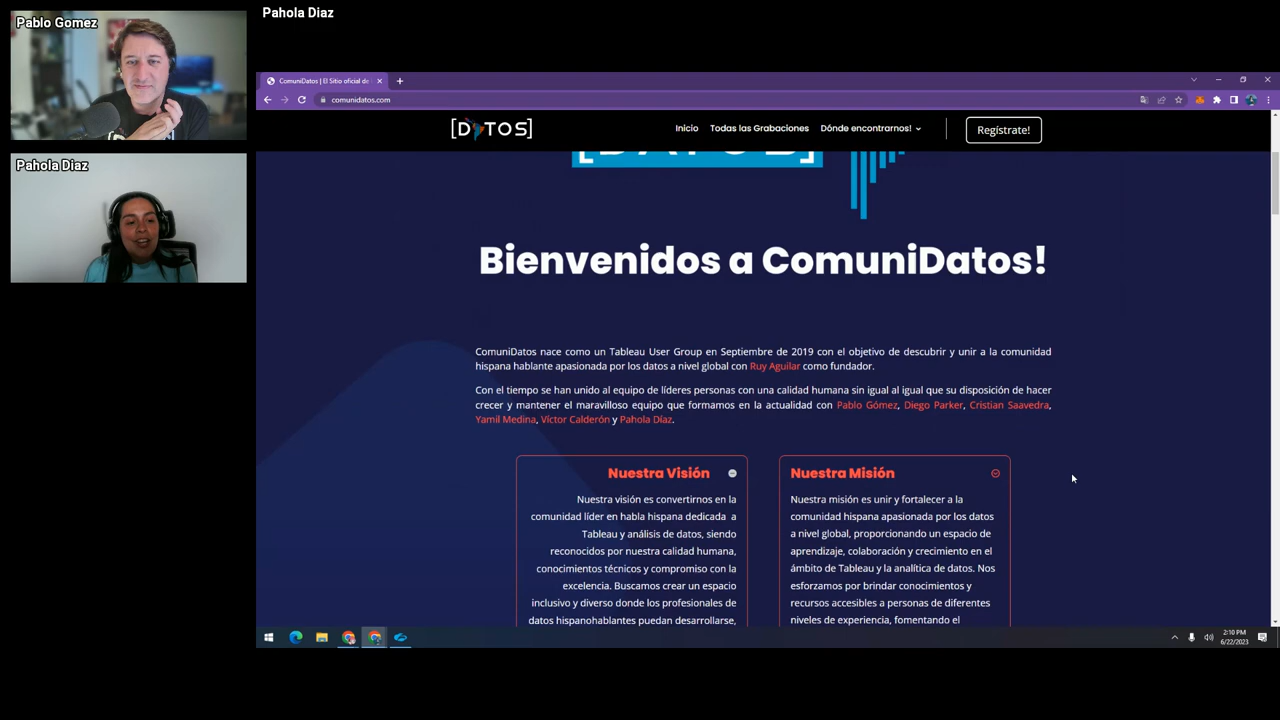 Pablo Gomez
Pahola Diaz
Pahola Diaz
ComuniDatos | El Sitio oficial de
comunidatos.com
[DATOS]
Inicio
Todas las Grabaciones
Dónde encontrarnos!
Regístrate!
Bienvenidos a ComuniDatos!
ComuniDatos nace como un Tableau User Group en Septiembre de 2019 con el objetivo de descubrir y unir a la comunidad
hispana hablante apasionada por los datos a nivel global con Ruy Aguilar como fundador.
Con el tiempo se han unido al equipo de líderes personas con una calidad humana sin igual al igual que su disposición de hacer
crecer y mantener el maravilloso equipo que formamos en la actualidad con Pablo Gómez, Diego Parker, Cristian Saavedra,
Yamil Medina, Víctor Calderón y Pahola Díaz.
Nuestra Visión
Nuestra visión es convertirnos en la
comunidad líder en habla hispana dedicada a
Tableau y análisis de datos, siendo
reconocidos por nuestra calidad humana,
conocimientos técnicos y compromiso con la
excelencia. Buscamos crear un espacio
inclusivo y diverso donde los profesionales de
datos hispanohablantes puedan desarrollarse,
Nuestra Misión
Nuestra misión es unir y fortalecer a la
comunidad hispana apasionada por los datos
a nivel global, proporcionando un espacio de
aprendizaje, colaboración y crecimiento en el
ámbito de Tableau y la analítica de datos. Nos
esforzamos por brindar conocimientos y
recursos accesibles a personas de diferentes
niveles de experiencia, fomentando el
2:10 PM
6/22/2023